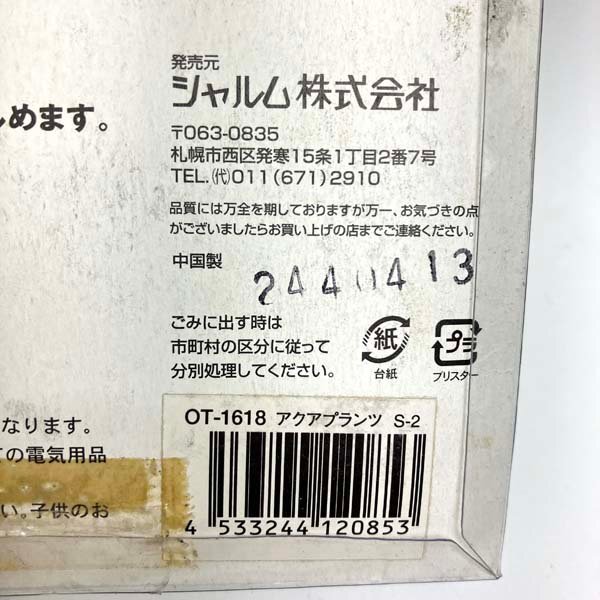 しめます。
発売元
シャルム株式会社
〒063-0835
札幌市西区発寒15条1丁目2番7号
TEL.㈹011(671)2910
品質には万全を期しておりますが万一、お気づきの点
がございましたらお買い上げの店までご連絡ください。
中国製
2440413
ごみに出す時は
市町村の区分に従って
分別処理してください。
紙
台紙
プラ
ブリスター
なります。
ての電気用品
い。子供のお
OT-1618 アクアプランツ S-2
4 533244 120853